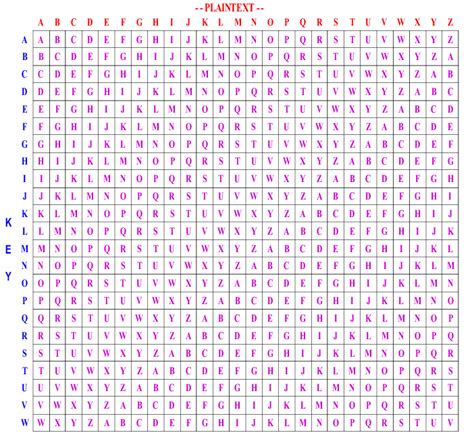 --PLAINTEXT--
A B C D E F G H I J K L M N O P Q R S T U V W X Y Z
K
E
Y
A A B C D E F G H I J K L M N O P Q R S T U V W X Y Z
B B C D E F G H I J K L M N O P Q R S T U V W X Y Z A
C C D E F G H I J K L M N O P Q R S T U V W X Y Z A B
D D E F G H I J K L M N O P Q R S T U V W X Y Z A B C
E E F G H I J K L M N O P Q R S T U V W X Y Z A B C D
F F G H I J K L M N O P Q R S T U V W X Y Z A B C D E
G G H I J K L M N O P Q R S T U V W X Y Z A B C D E F
H H I J K L M N O P Q R S T U V W X Y Z A B C D E F G
I I J K L M N O P Q R S T U V W X Y Z A B C D E F G H
J J K L M N O P Q R S T U V W X Y Z A B C D E F G H I
K K L M N O P Q R S T U V W X Y Z A B C D E F G H I J
L L M N O P Q R S T U V W X Y Z A B C D E F G H I J K
M M N O P Q R S T U V W X Y Z A B C D E F G H I J K L
N N O P Q R S T U V W X Y Z A B C D E F G H I J K L M
O O P Q R S T U V W X Y Z A B C D E F G H I J K L M N
P P Q R S T U V W X Y Z A B C D E F G H I J K L M N O
Q Q R S T U V W X Y Z A B C D E F G H I J K L M N O P
R R S T U V W X Y Z A B C D E F G H I J K L M N O P Q
S S T U V W X Y Z A B C D E F G H I J K L M N O P Q R
T T U V W X Y Z A B C D E F G H I J K L M N O P Q R S
U U V W X Y Z A B C D E F G H I J K L M N O P Q R S T
V V W X Y Z A B C D E F G H I J K L M N O P Q R S T U
W W X Y Z A B C D E F G H I J K L M N O P Q R S T U V